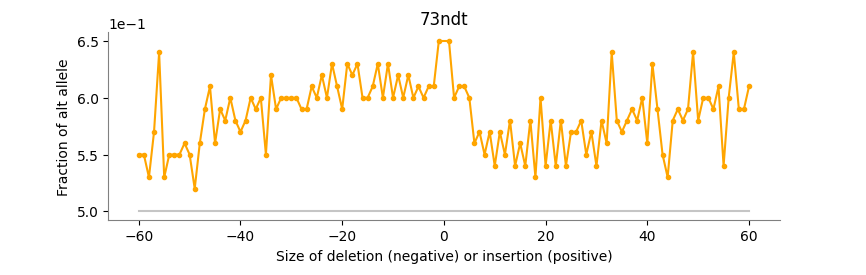 73ndt
1e−1
6.5
6.0
5.5
5.0
Fraction of alt allele
−60 −40 −20 0 20 40 60
Size of deletion (negative) or insertion (positive)